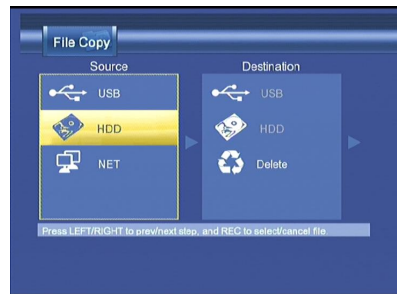 File Copy
Source
Destination
USB
USB
HDD
HDD
NET
Delete
Press LEFT/RIGHT to prev/next step, and REC to select/cancel file